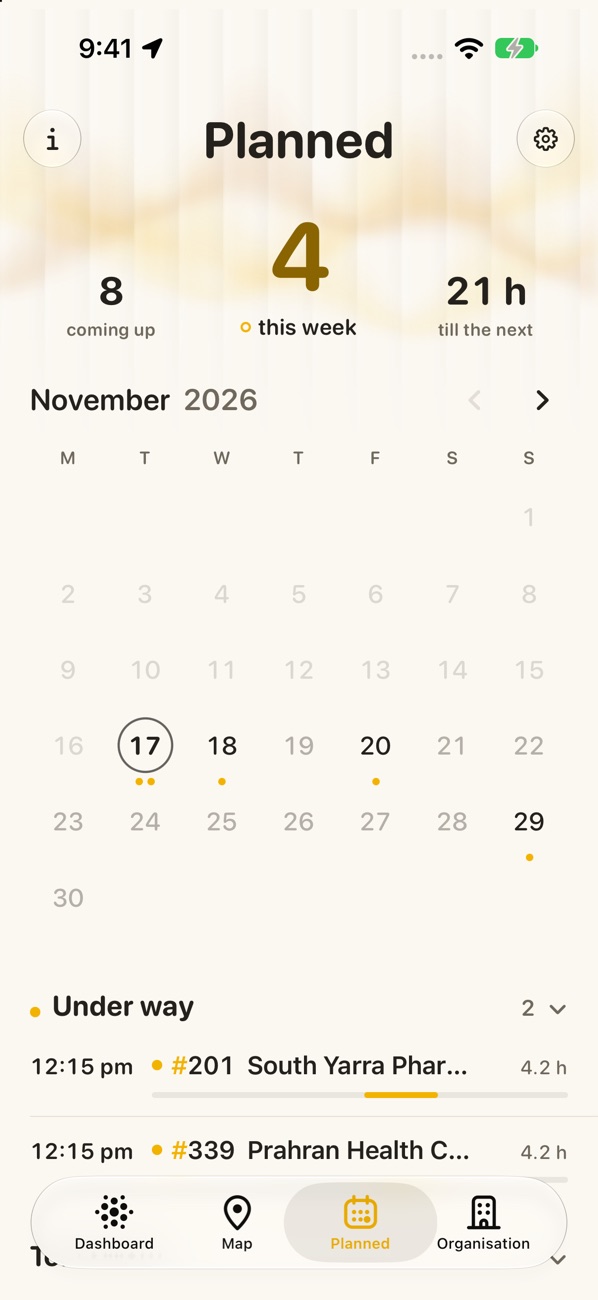 9:41
Planned
4
8
21 h
coming up
this week
till the next
November 2026
M T W T F S S
1
2 3 4 5 6 7 8
9 10 11 12 13 14 15
16 17 18 19 20 21 22
23 24 25 26 27 28 29
30
Under way 2
12:15 pm #201 South Yarra Phar... 4.2 h
12:15 pm #339 Prahran Health C... 4.2 h
Dashboard Map Planned Organisation